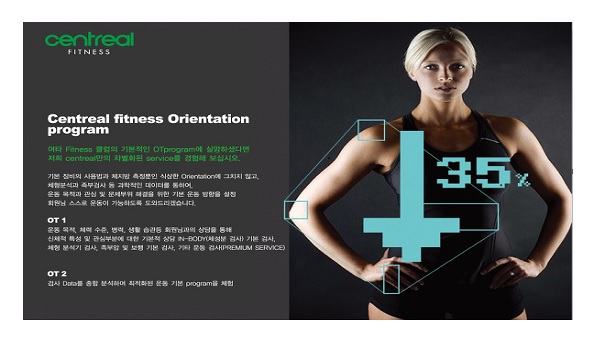 centreal
FITNESS
Centreal fitness Orientation
program
여타 Fitness 클럽의 기본적인 OTprogram에 실망하셨다면
저희 centreal만의 차별화된 service를 경험해 보십시오.
기본 장비의 사용법과 체지방 측정뿐인 식상한 Orientation에 그치지 않고,
체형분석과 족부검사 등 과학적인 데이터를 통하여,
운동 목적과 관심 및 문제부위 해결을 위한 기본 운동 방향을 설정
회원님 스스로 운동이 가능하도록 도와드리겠습니다.
OT 1
운동 목적, 체력 수준, 병력, 생활 습관등 회원님과의 상담을 통해
신체적 특성 및 관심부분에 대한 기본적 상담 IN-BODY(체성분 검사) 기본 검사,
체형 분석기 검사, 족부압 및 보행 기본 검사, 기타 운동 검사(PREMIUM SERVICE)
OT 2
검사 Data를 종합 분석하여 최적화된 운동 기본 program을 체험
35%